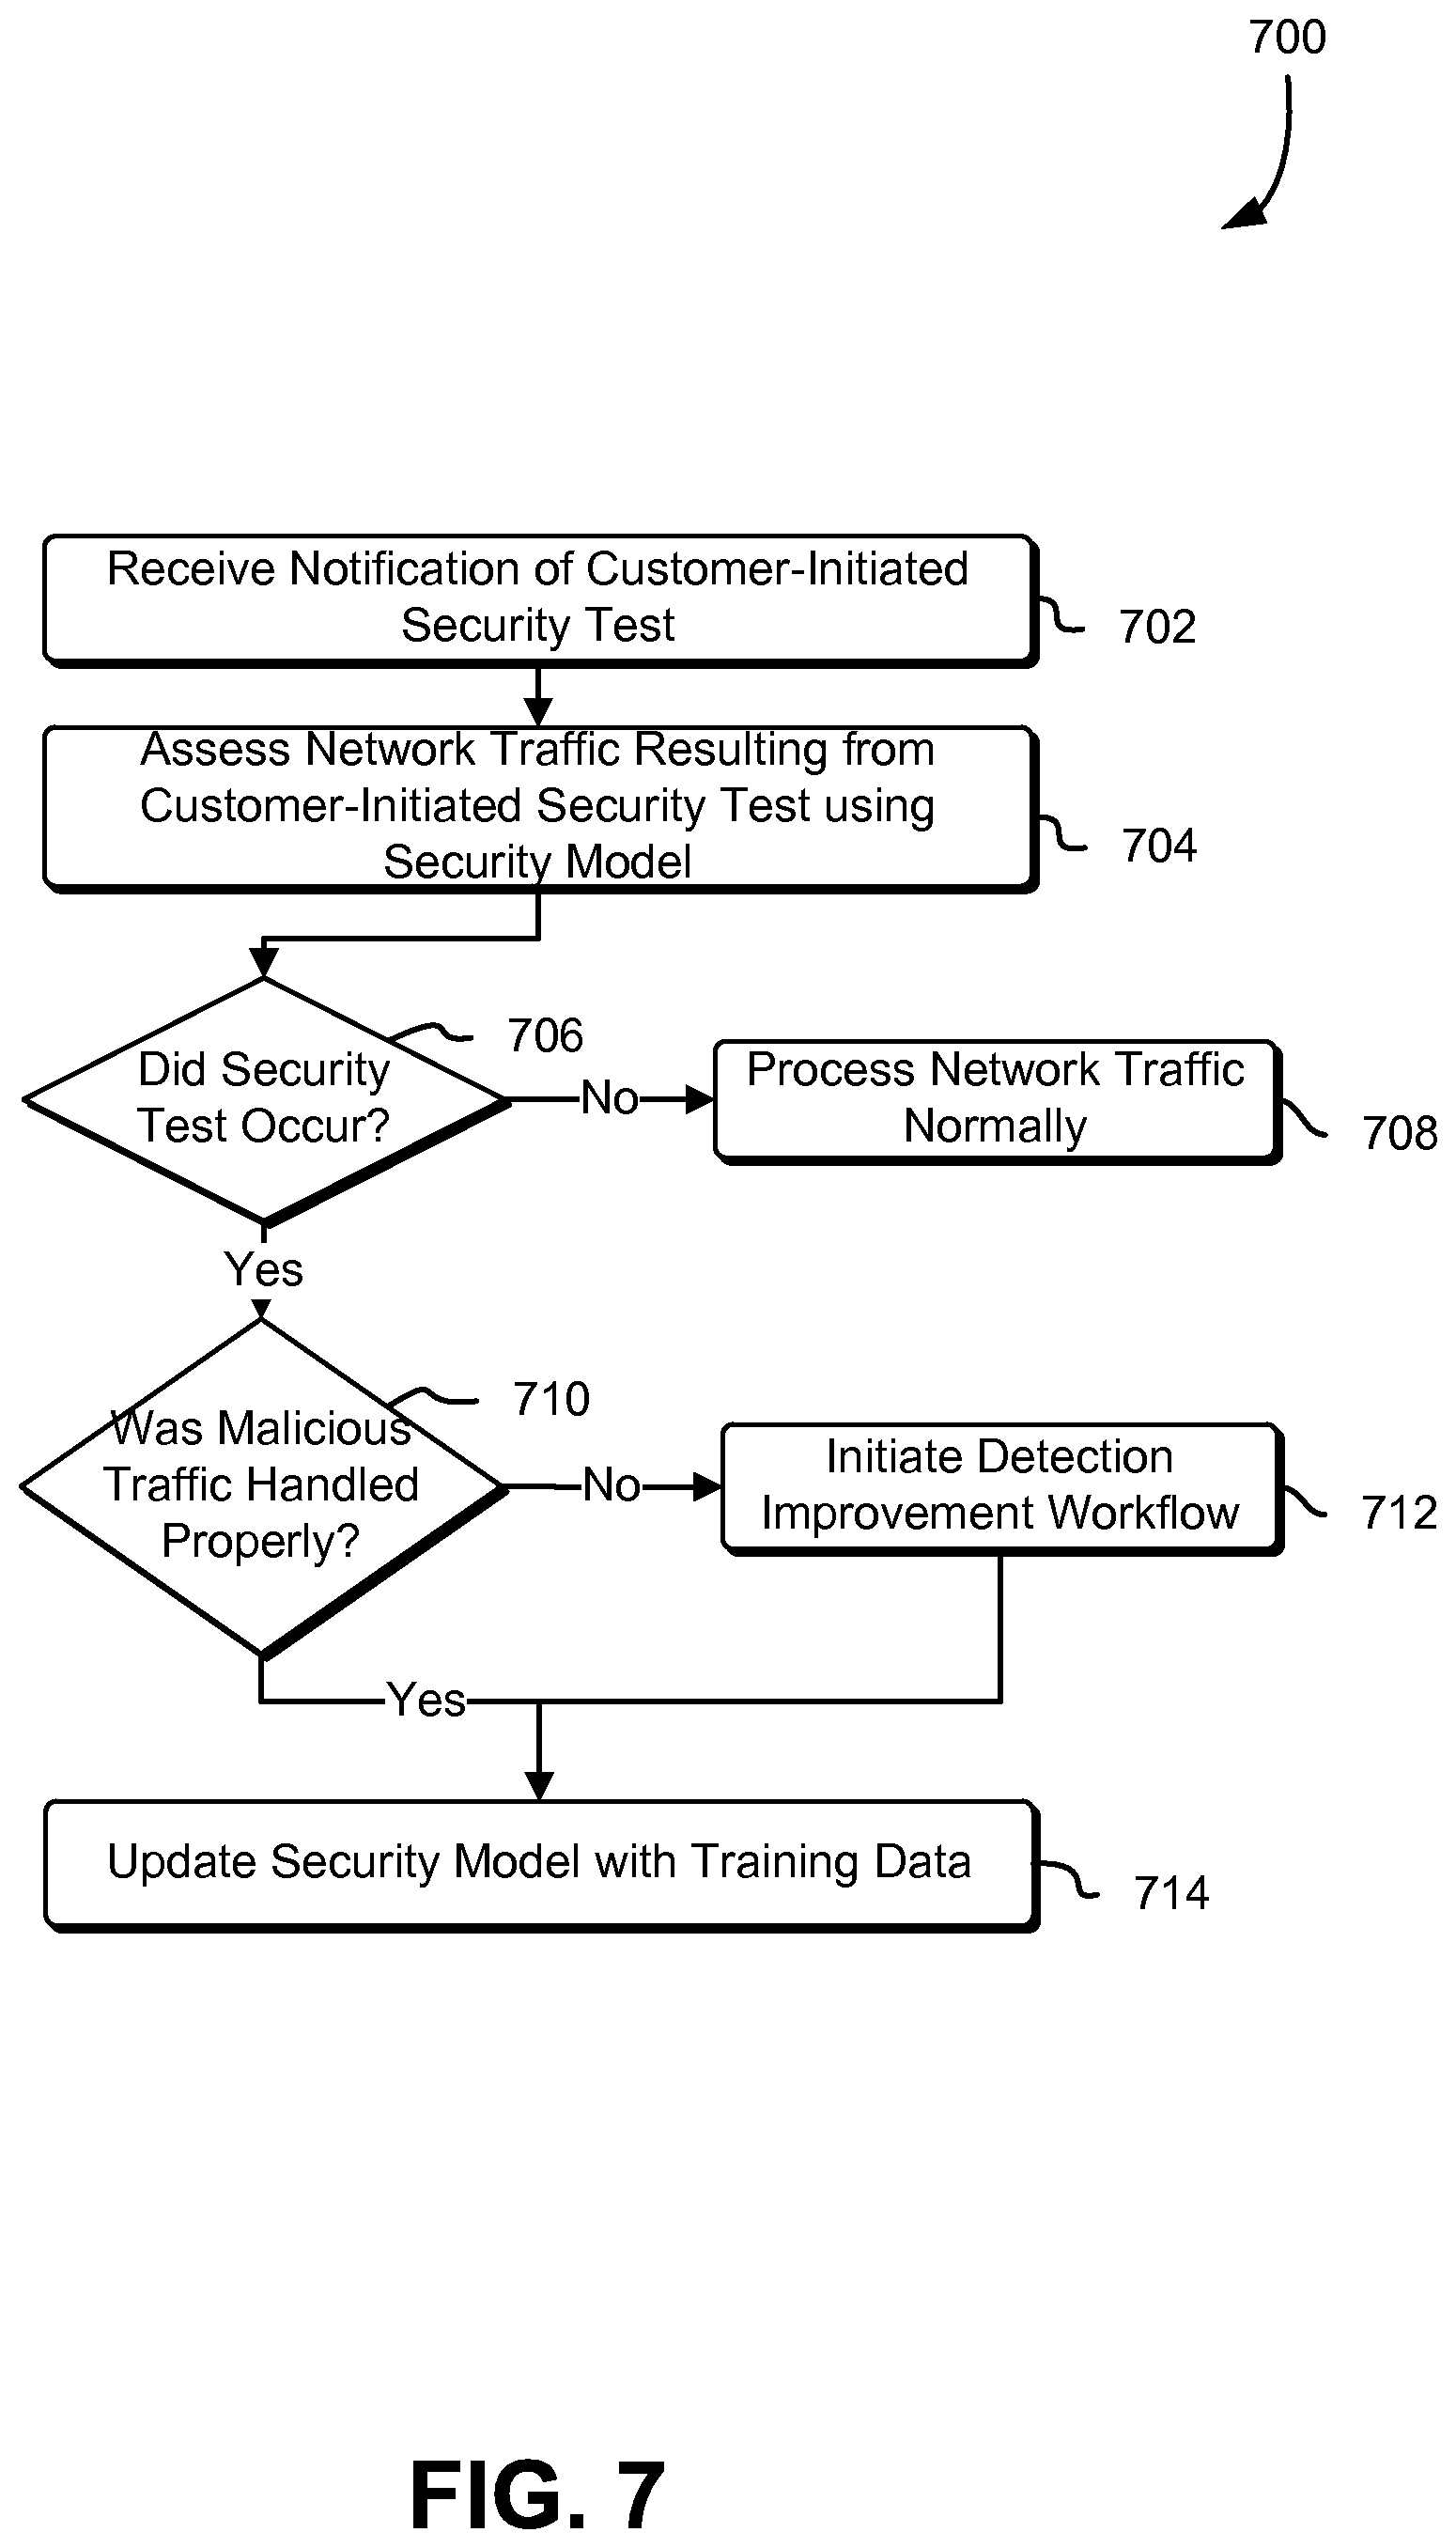 700
Receive Notification of Customer-Initiated
Security Test
702
Assess Network Traffic Resulting from
Customer-Initiated Security Test using
Security Model
704
706
Did Security
Test Occur?
No
Process Network Traffic
Normally
708
Yes
710
Was Malicious
Traffic Handled
Properly?
No
Initiate Detection
Improvement Workflow
712
Yes
Update Security Model with Training Data
714
FIG. 7